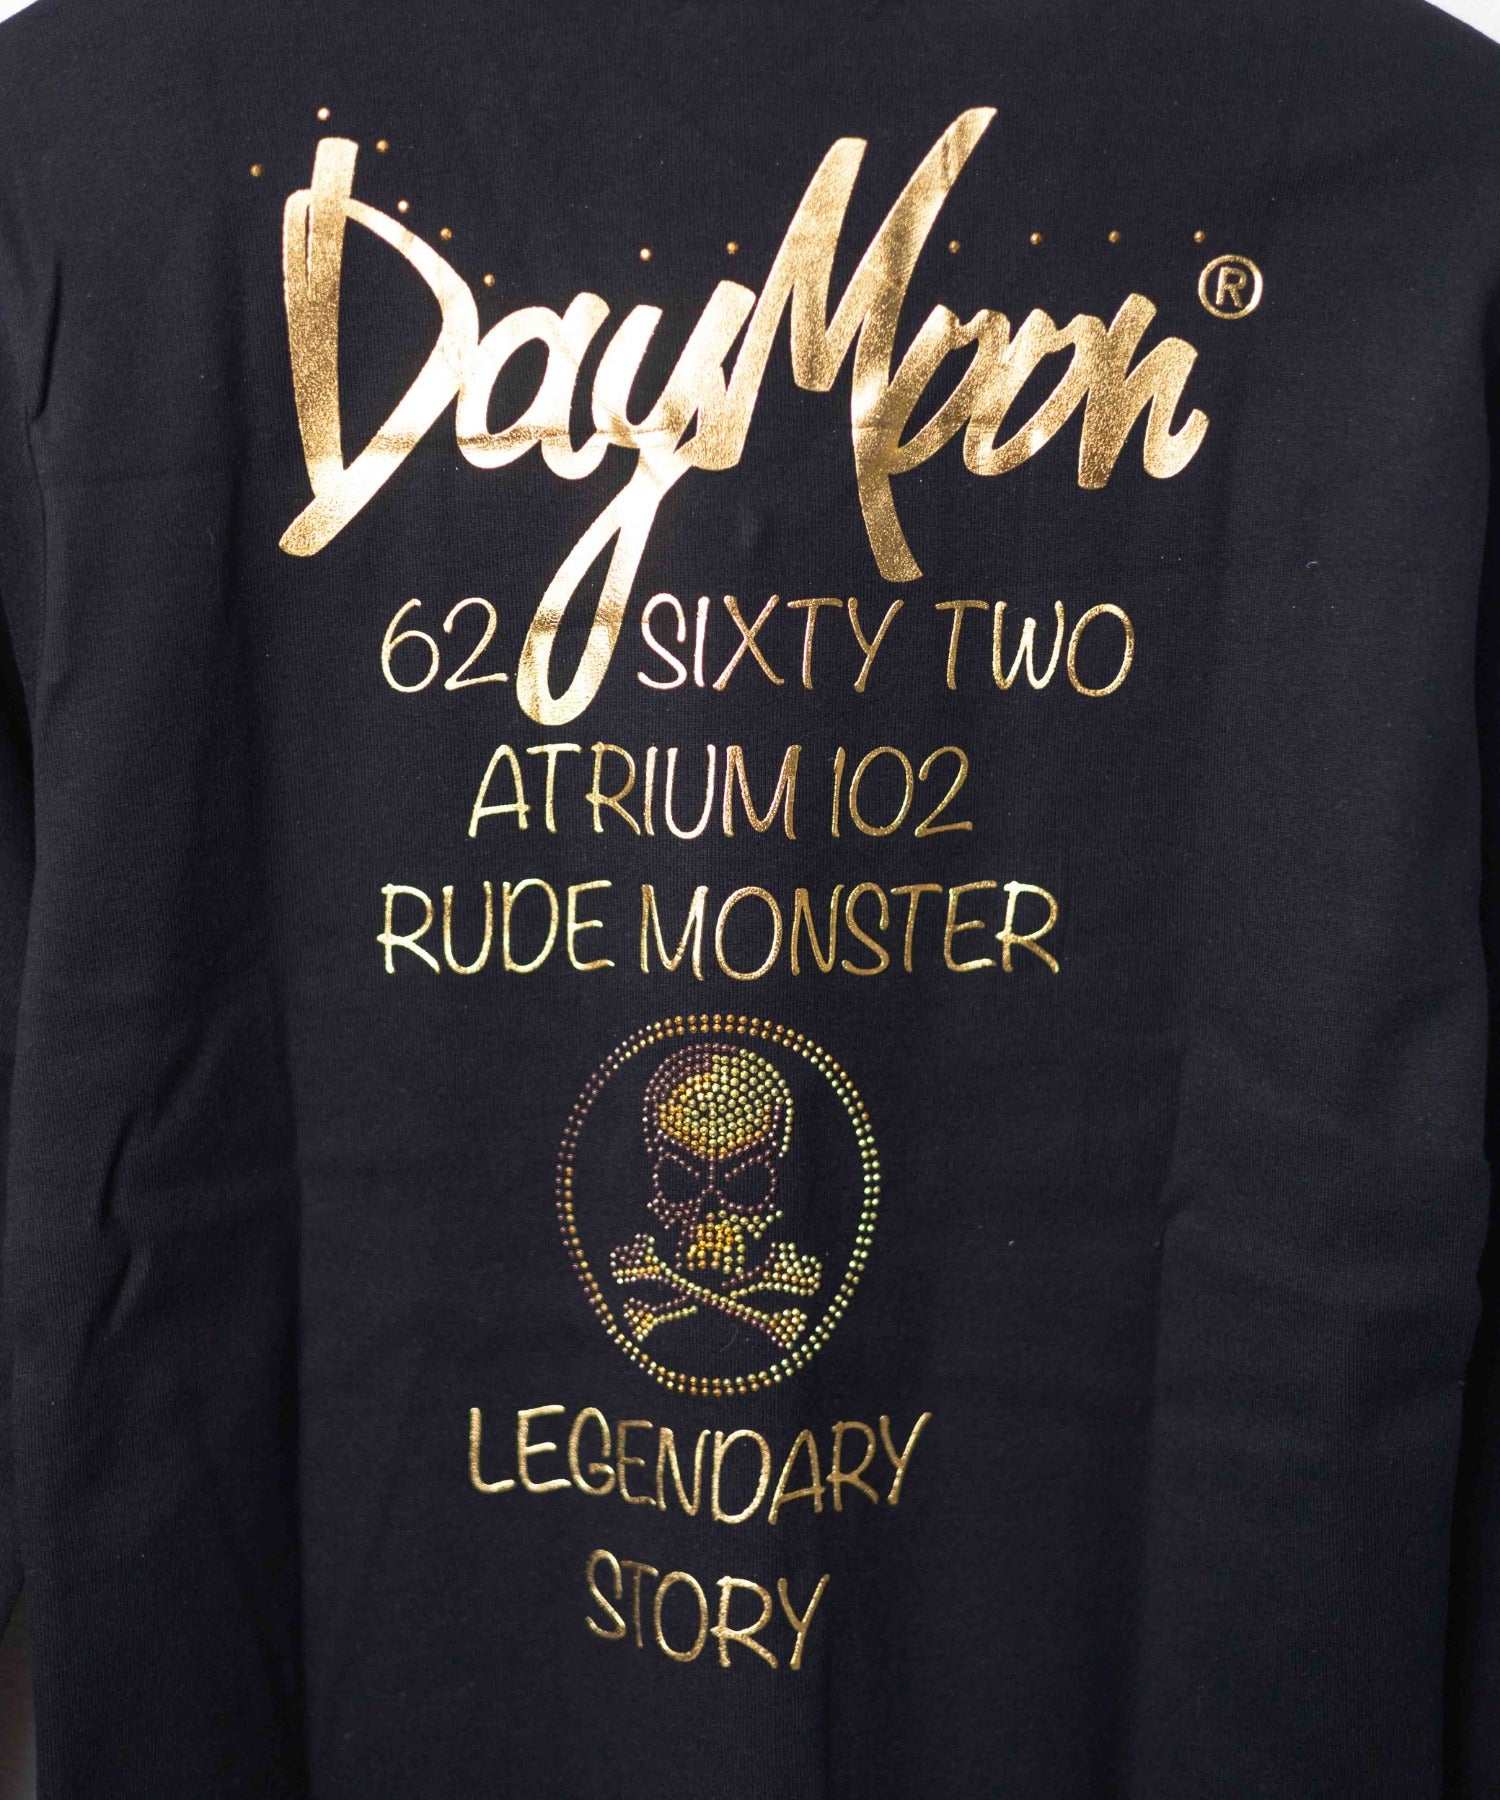 DayMoon®
62 SIXTY TWO
ATRIUM 102
RUDE MONSTER
LEGENDARY
STORY